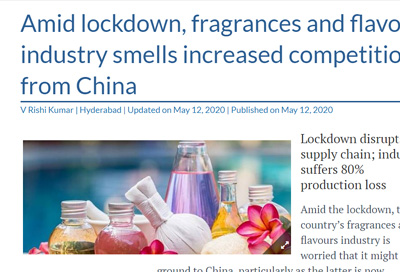 Amid lockdown, fragrances and flavo
industry smells increased competitio
from China
V Rishi Kumar | Hyderabad | Updated on May 12, 2020 | Published on May 12, 2020
Lockdown disrupt
supply chain; indu
suffers 80%
production loss
Amid the lockdown, t
country's fragrances a
flavours industry is
worried that it might
ground to China, particularly as the latter is now